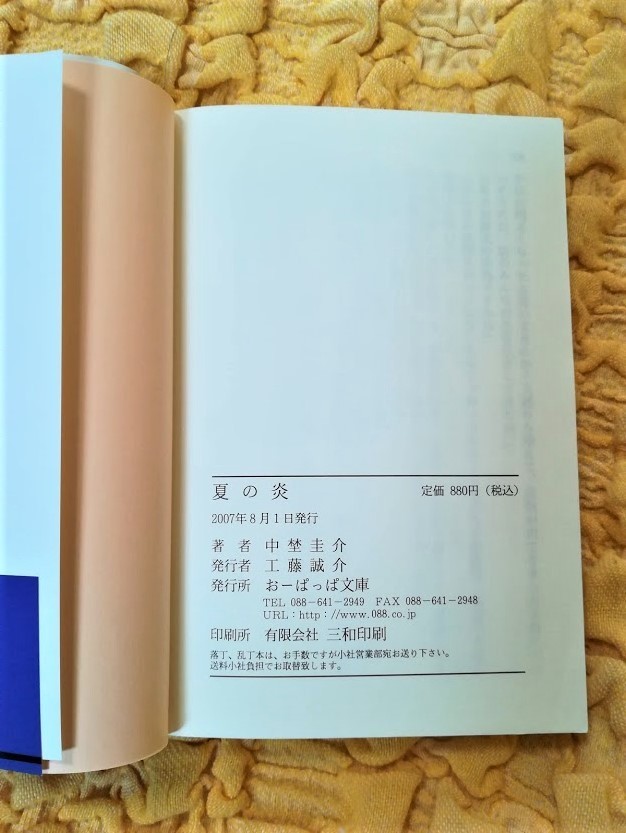 夏の炎 定価 880円（税込）
2007年8月1日発行
著者 中埜圭介
発行者 工藤誠介
発行所 おーぱっぱ文庫
TEL 088-641-2949 FAX 088-641-2948
URL：http：//www.088.co.jp
印刷所 有限会社 三和印刷
落丁、乱丁本は、お手数ですが小社営業部宛お送り下さい。
送料小社負担でお取替致します。